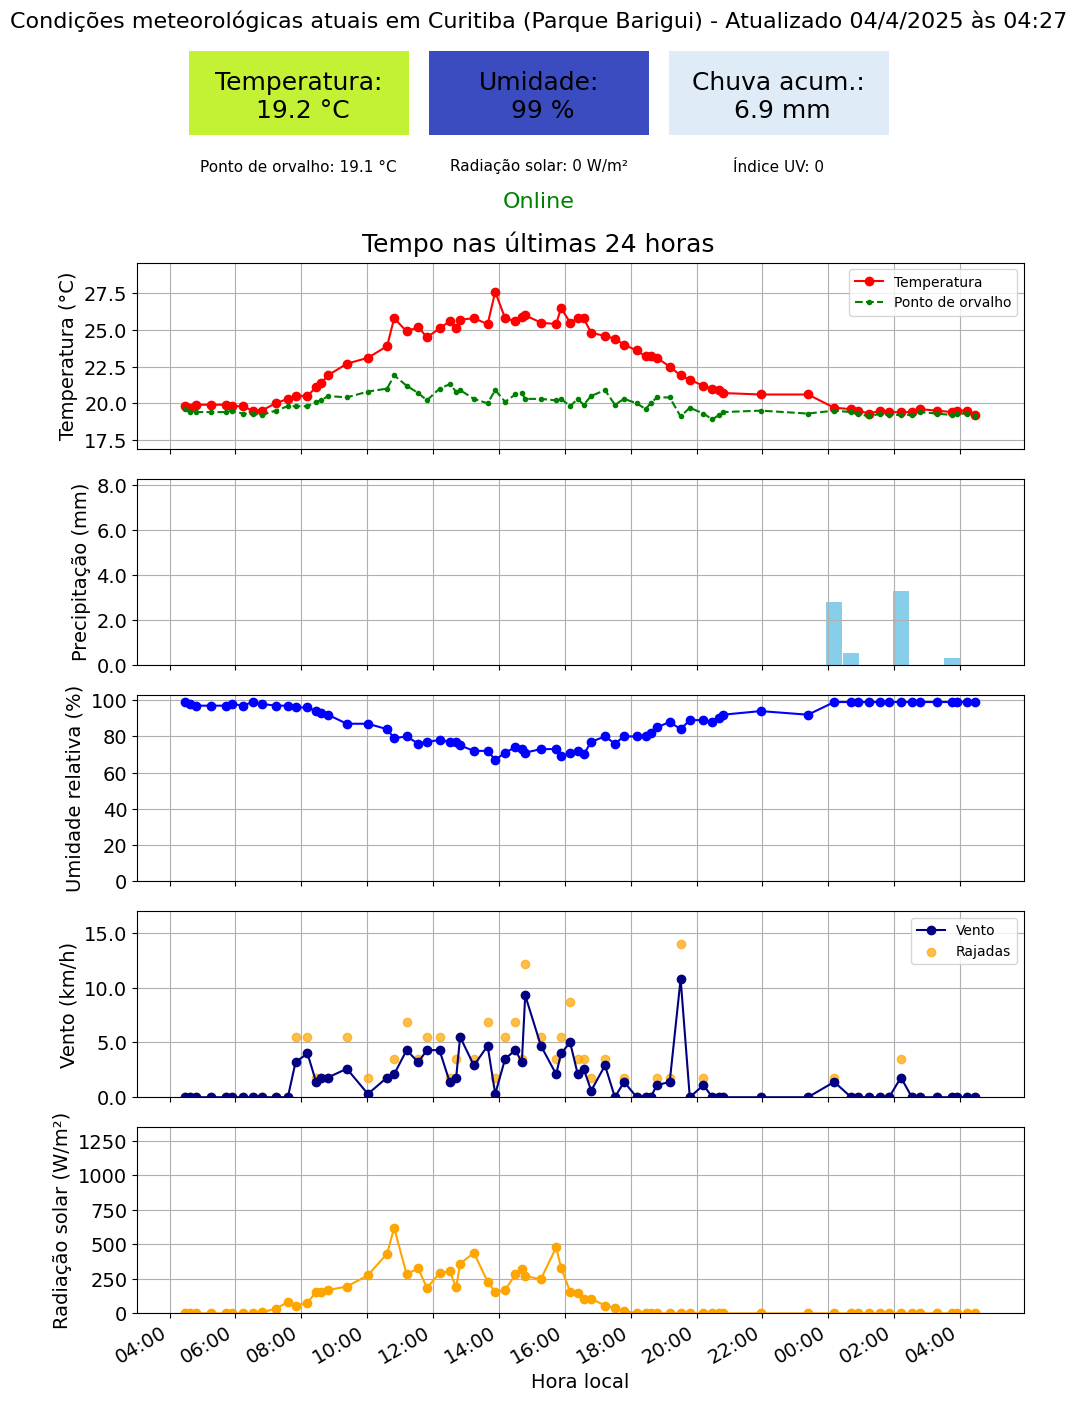 Condições meteorológicas atuais em Curitiba (Parque Barigui) - Atualizado 04/4/2025 às 04:27
Temperatura:
19.2 °C
Umidade:
99 %
Chuva acum.:
6.9 mm
Ponto de orvalho: 19.1 °C
Radiação solar: 0 W/m²
Índice UV: 0
Online
Tempo nas últimas 24 horas
Temperatura (°C)
27.5
25.0
22.5
20.0
17.5
Temperatura
Ponto de orvalho
Precipitação (mm)
8.0
6.0
4.0
2.0
0.0
Umidade relativa (%)
100
80
60
40
20
0
Vento (km/h)
15.0
10.0
5.0
0.0
Vento
Rajadas
Radiação solar (W/m²)
1250
1000
750
500
250
0
04:00 06:00 08:00 10:00 12:00 14:00 16:00 18:00 20:00 22:00 00:00 02:00 04:00
Hora local